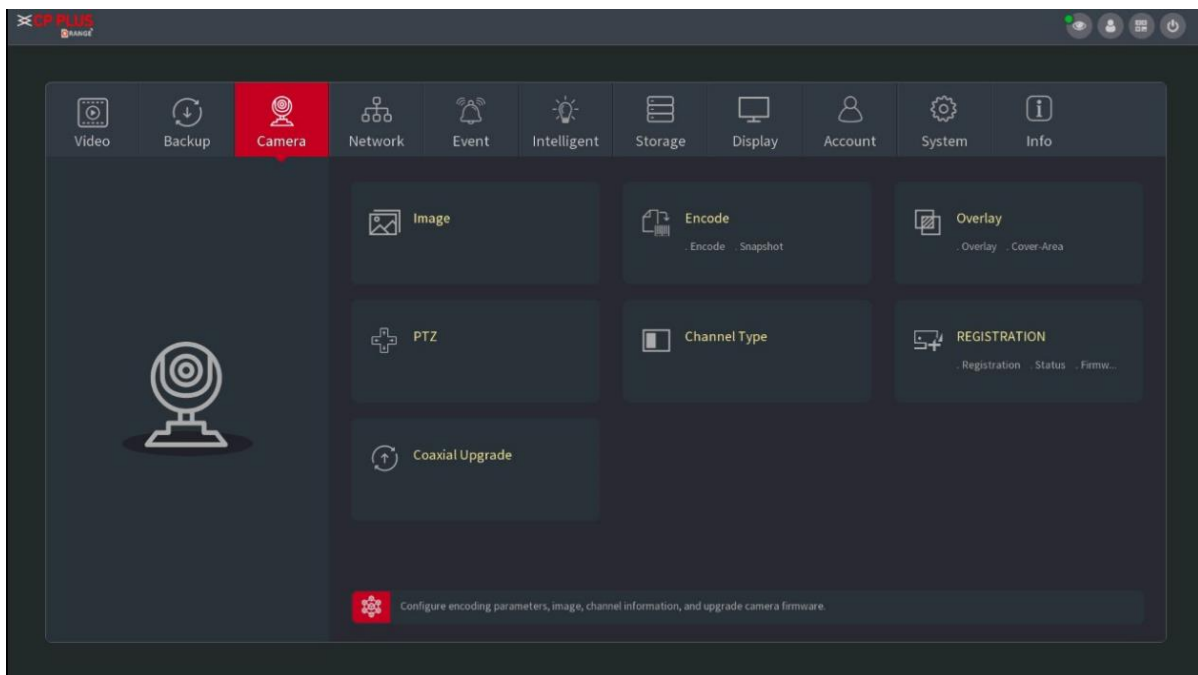 CP PLUS
ORANGE
Video Backup Camera Network Event Intelligent Storage Display Account System Info
Image
Encode
. Encode . Snapshot
Overlay
. Overlay . Cover-Area
PTZ
Channel Type
REGISTRATION
. Registration . Status . Firmw...
Coaxial Upgrade
Configure encoding parameters, image, channel information, and upgrade camera firmware.